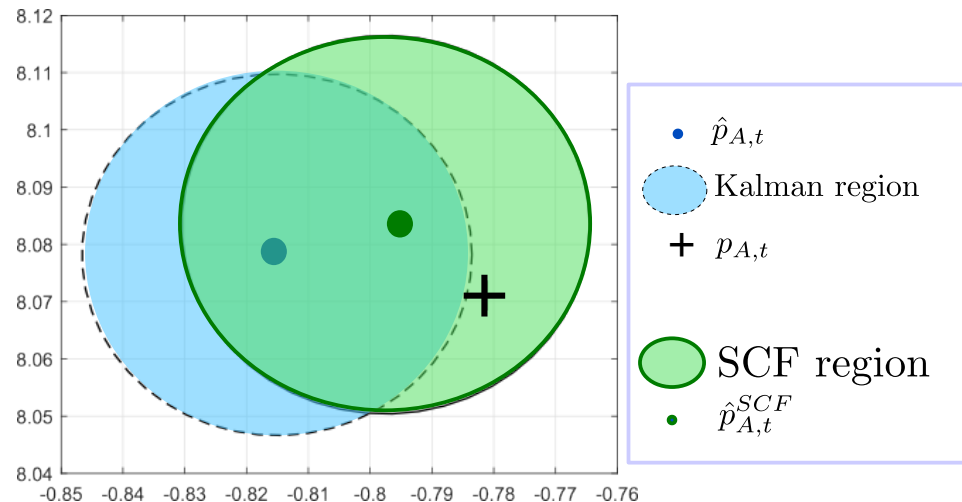 8.12
8.11
8.1
8.09
8.08
8.07
8.06
8.05
8.04
-0.85 -0.84 -0.83 -0.82 -0.81 -0.8 -0.79 -0.78 -0.77 -0.76
p̂_{A,t}
Kalman region
p_{A,t}
SCF region
p̂_{A,t}^{SCF}